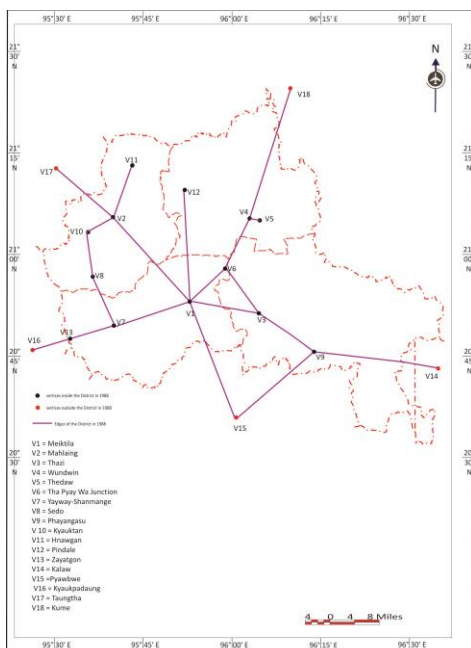 95° 30' E 95° 45' E 96° 00' E 96° 15' E 96° 30' E
21° 30' N
21° 15' N
21° 00' N
20° 45' N
20° 30' N
N
V18
V11
V17
V12
V4
V5
V2
V10
V6
V8
V1
V3
V7
V13
V16
V9
V14
V15
vertices inside the District in 1988
vertices outside the District in 1988
Edges of the District in 1988
V1 = Meiktila
V2 = Mahlaing
V3 = Thazi
V4 = Wundwin
V5 = Thedaw
V6 = Tha Pyay Wa Junction
V7 = Yayway-Shanmange
V8 = Sedo
V9 = Phayangasu
V 10 = Kyauktan
V11 = Hnawgan
V12 = Pindale
V13 = Zayatgon
V14 = Kalaw
V15 =Pyawbwe
V16 = Kyaukpadaung
V17 = Taungtha
V18 = Kume
4 0 4 8 Miles
95° 30' E 95° 45' E 96° 00' E 96° 15' E 96° 30' E